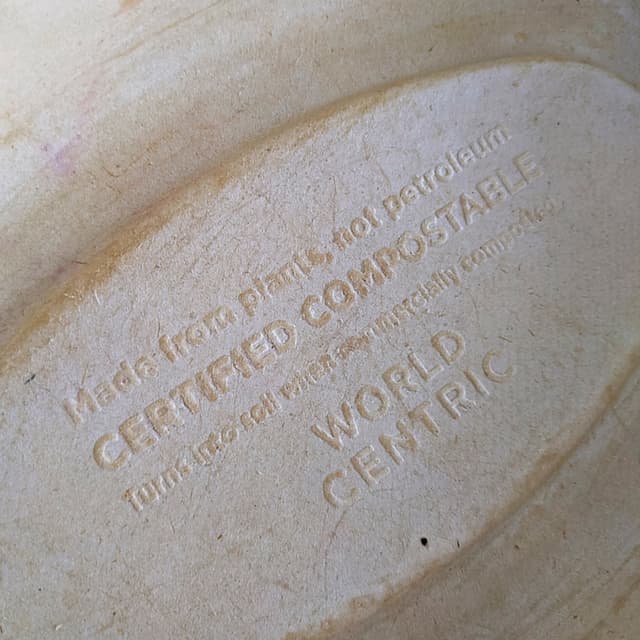 Made from plants, not petroleum
CERTIFIED COMPOSTABLE
Turns into soil when commercially composted
WORLD
CENTRIC